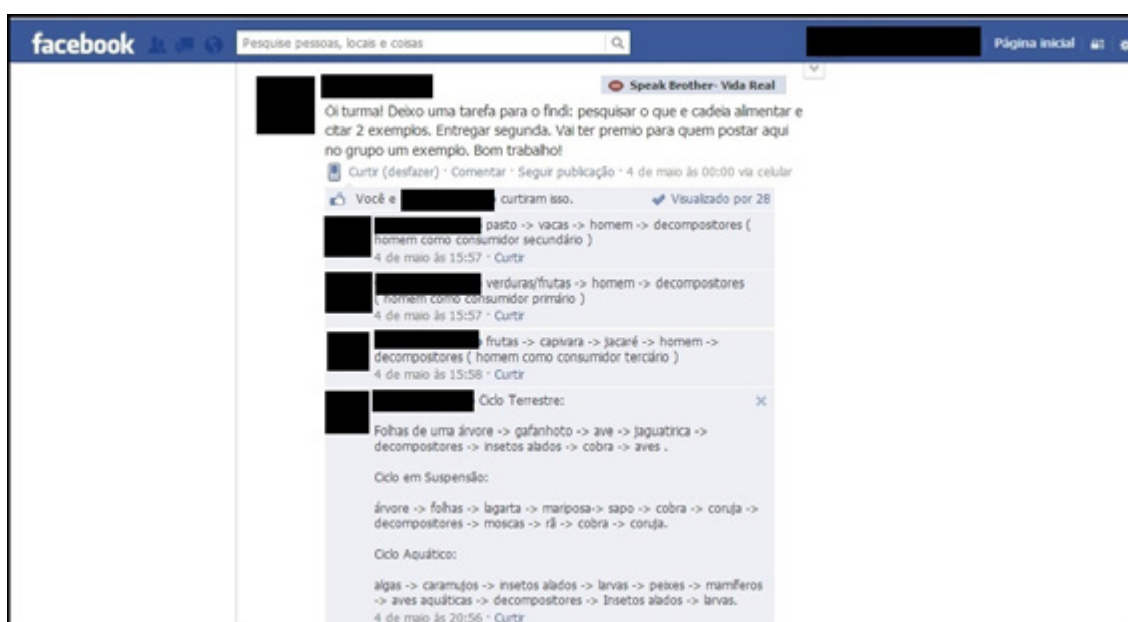 facebook
Pesquise pessoas, locais e coisas
Página inicial
Speak Brother- Vida Real
Oi turma! Deixo uma tarefa para o findi: pesquisar o que e cadeia alimentar e
citar 2 exemplos. Entregar segunda. Vai ter premio para quem postar aqui
no grupo um exemplo. Bom trabalho!
Curtir (desfazer) · Comentar · Seguir publicação · 4 de maio às 00:00 via celular
Você e curtiram isso.
Visualizado por 28
pasto -> vacas -> homem -> decompositores (
homem como consumidor secundário )
4 de maio às 15:57 · Curtir
verduras/frutas -> homem -> decompositores
( homem como consumidor primário )
4 de maio às 15:57 · Curtir
frutas -> capivara -> jacaré -> homem ->
decompositores ( homem como consumidor terciário )
4 de maio às 15:58 · Curtir
Ciclo Terrestre:
Folhas de uma árvore -> gafanhoto -> ave -> jaguatirica ->
decompositores -> insetos alados -> cobra -> aves .
Ciclo em Suspensão:
árvore -> folhas -> lagarta -> mariposa-> sapo -> cobra -> coruja ->
decompositores -> moscas -> rã -> cobra -> coruja.
Ciclo Aquático:
algas -> caramujos -> insetos alados -> larvas -> peixes -> mamíferos
-> aves aquáticas -> decompositores -> Insetos alados -> larvas.
4 de maio às 20:56 · Curtir